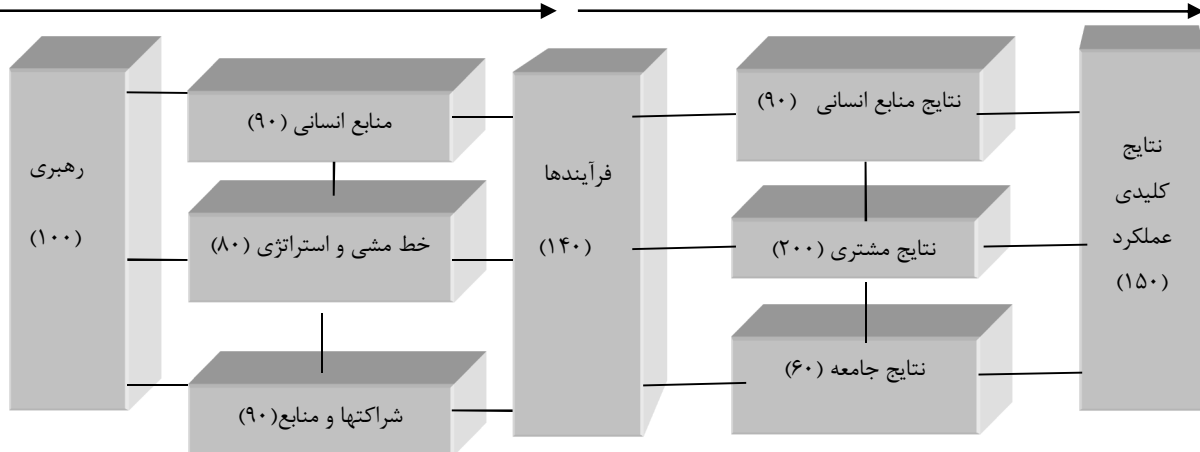 رهبری
(۱۰۰)
منابع انسانی (۹۰)
خط مشی و استراتژی (۸۰)
شراکتها و منابع(۹۰)
فرآیندها
(۱۴۰)
نتایج منابع انسانی (۹۰)
نتایج مشتری (۲۰۰)
نتایج جامعه (۶۰)
نتایج
کلیدی
عملکرد
(۱۵۰)